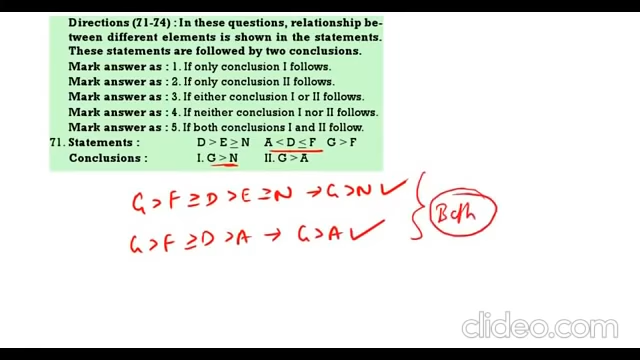 Directions (71-74) : In these questions, relationship be-
tween different elements is shown in the statements.
These statements are followed by two conclusions.
Mark answer as : 1. If only conclusion I follows.
Mark answer as : 2. If only conclusion II follows.
Mark answer as : 3. If either conclusion I or II follows.
Mark answer as : 4. If neither conclusion I nor II follows.
Mark answer as : 5. If both conclusions I and II follow.
71. Statements : D > E ≥ N A < D ≤ F G > F
Conclusions : I. G > N II. G > A
G > F ≥ D > E ≥ N → G > N ✓
Both
G > F ≥ D > A → G > A ✓
clideo.com